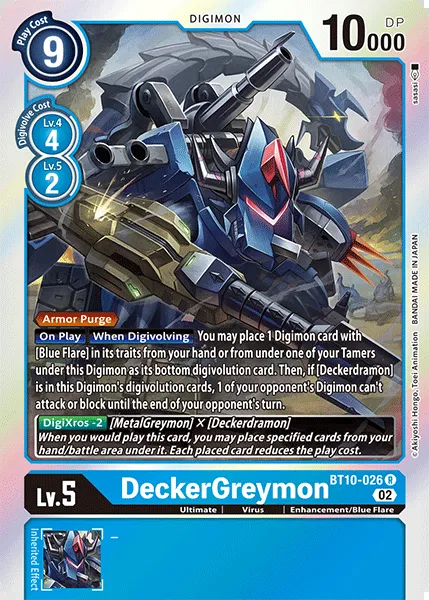 Play Cost
9
DIGIMON
10000
DP
Digivolve Cost
Lv.4
4
Lv.5
2
sasasi
Armor Purge
On Play When Digivolving You may place 1 Digimon card with
[Blue Flare] in its traits from your hand or from under one of your Tamers
under this Digimon as its bottom digivolution card. Then, if [Deckerdramon]
is in this Digimon's digivolution cards, 1 of your opponent's Digimon can't
attack or block until the end of your opponent's turn.
DigiXros -2 [MetalGreymon] × [Deckerdramon]
When you would play this card, you may place specified cards from your
hand/battle area under it. Each placed card reduces the play cost.
©Akiyoshi Hongo, Toei Animation BANDAI MADE IN JAPAN
Lv.5
DeckerGreymon
BT10-026 R
02
Ultimate | Virus | Enhancement/Blue Flare
Inherited Effect
–